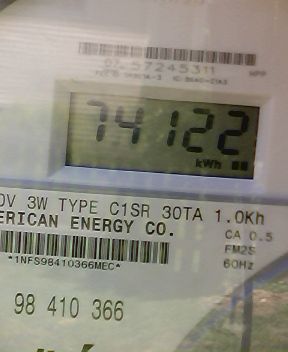 57245311
74122
kWh
0V 3W TYPE C1SR 30TA 1.0Kh
ERICAN ENERGY CO.
CA 0.5
FM2S
*1NFS98410366MEC*
60Hz
98 410 366